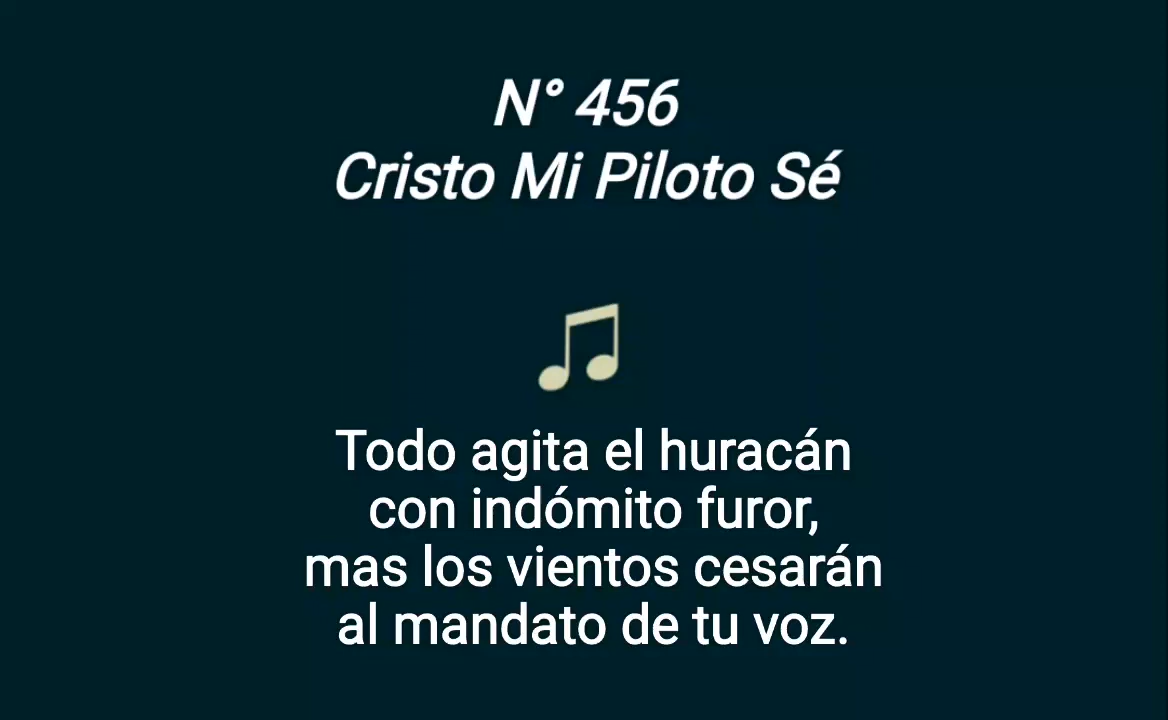 N° 456
Cristo Mi Piloto Sé
Todo agita el huracán
con indómito furor,
mas los vientos cesarán
al mandato de tu voz.